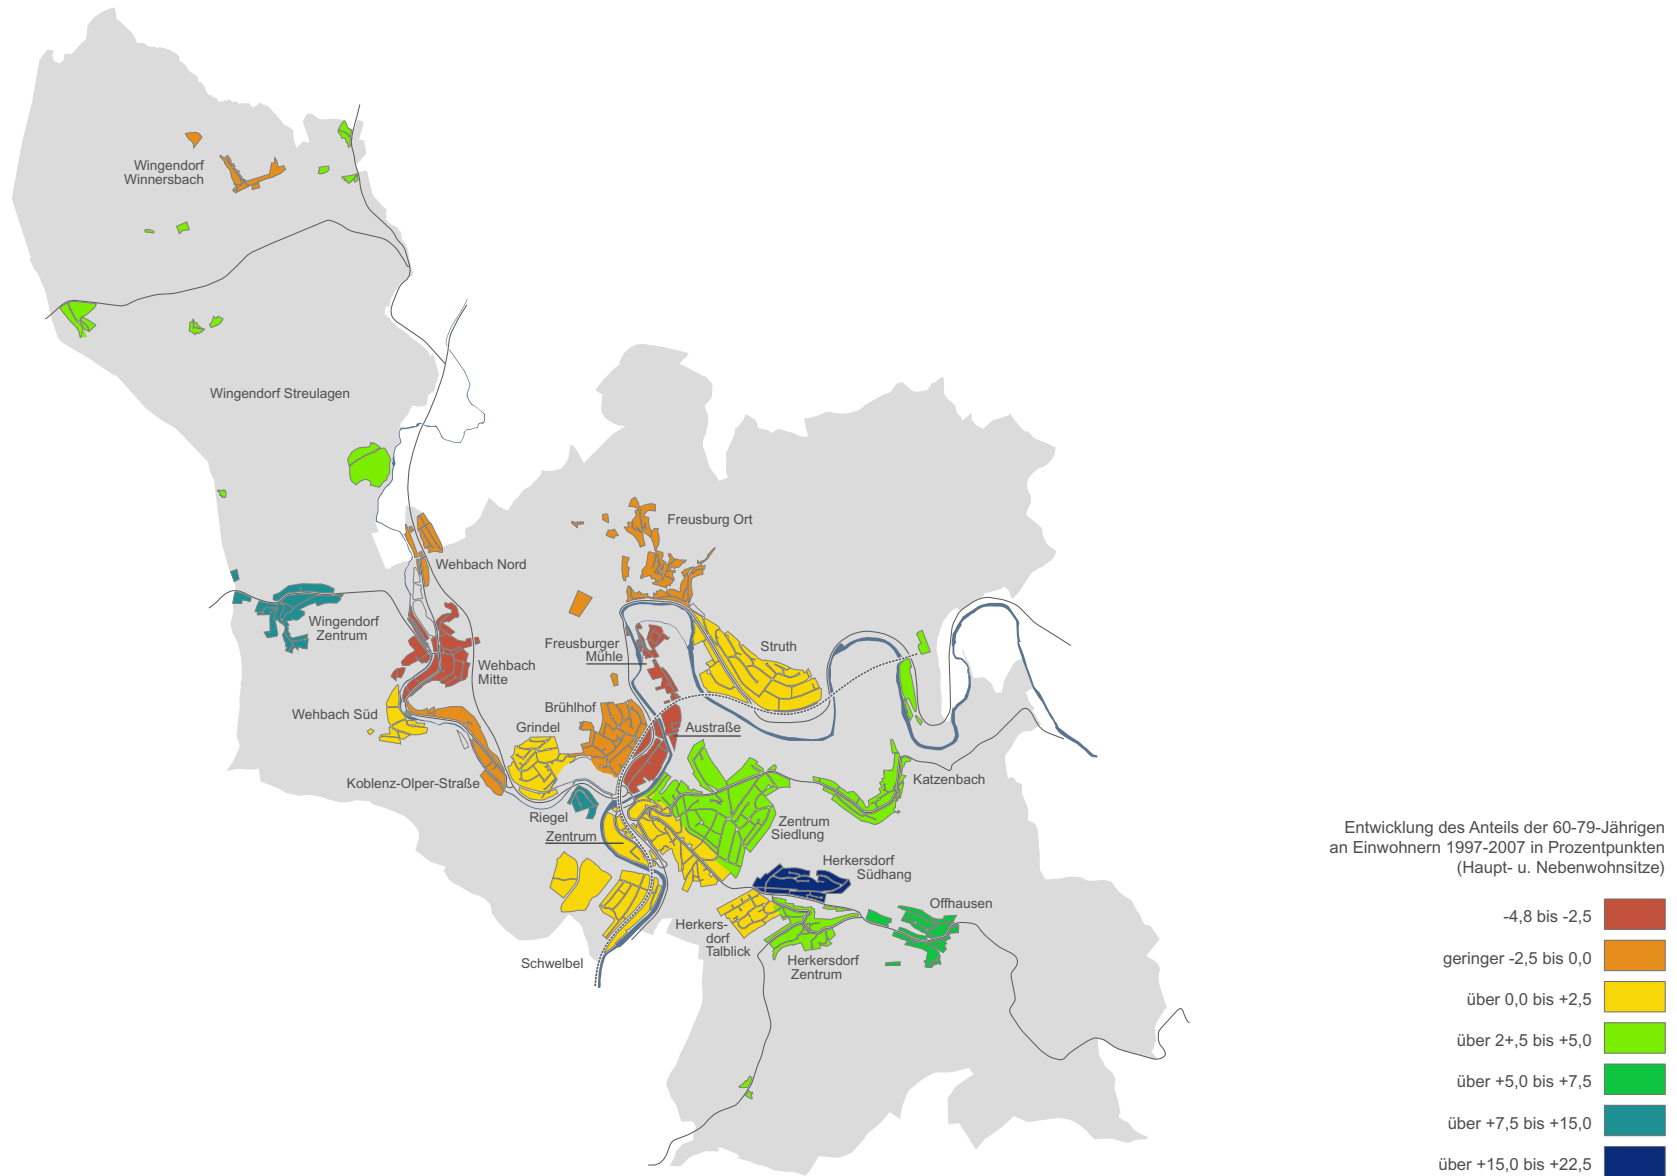 Wingendorf
Winnersbach
Wingendorf Streulagen
Freusburg Ort
Wehbach Nord
Wingendorf
Zentrum
Freusburger
Mühle
Struth
Wehbach
Mitte
Wehbach Süd
Brühlhof
Grindel
Austraße
Koblenz-Olper-Straße
Katzenbach
Riegel
Zentrum
Zentrum
Siedlung
Herkersdorf
Südhang
Offhausen
Herkers-
dorf
Talblick
Schwelbel
Herkersdorf
Zentrum
Entwicklung des Anteils der 60-79-Jährigen
an Einwohnern 1997-2007 in Prozentpunkten
(Haupt- u. Nebenwohnsitze)
-4,8 bis -2,5
geringer -2,5 bis 0,0
über 0,0 bis +2,5
über 2+,5 bis +5,0
über +5,0 bis +7,5
über +7,5 bis +15,0
über +15,0 bis +22,5